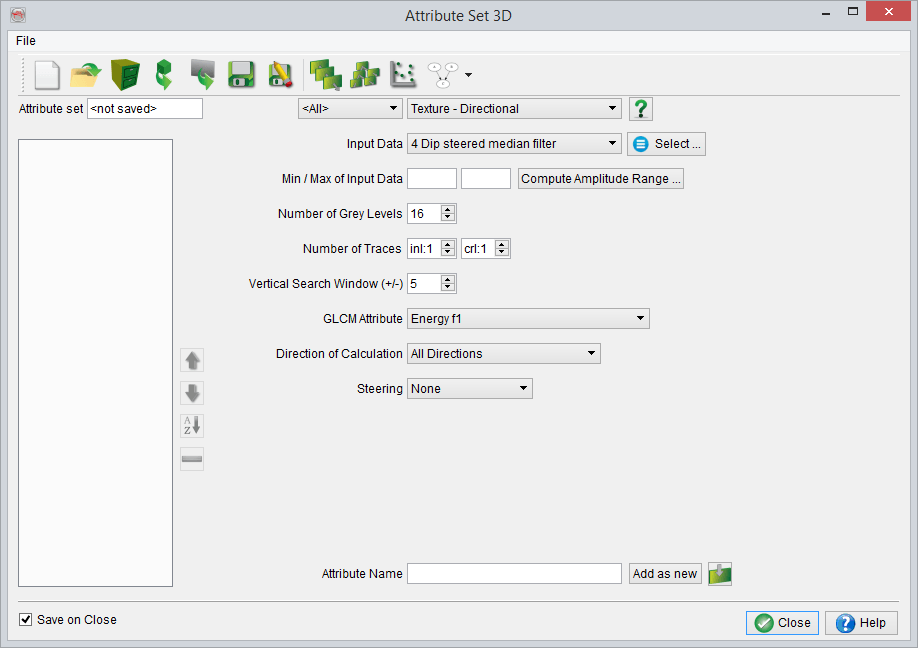 Attribute Set 3D
File
Attribute set <not saved> <All> Texture - Directional
Input Data 4 Dip steered median filter Select ...
Min / Max of Input Data Compute Amplitude Range ...
Number of Grey Levels 16
Number of Traces inl:1 crl:1
Vertical Search Window (+/-) 5
GLCM Attribute Energy f1
Direction of Calculation All Directions
Steering None
A
Z
Attribute Name Add as new
Save on Close Close Help